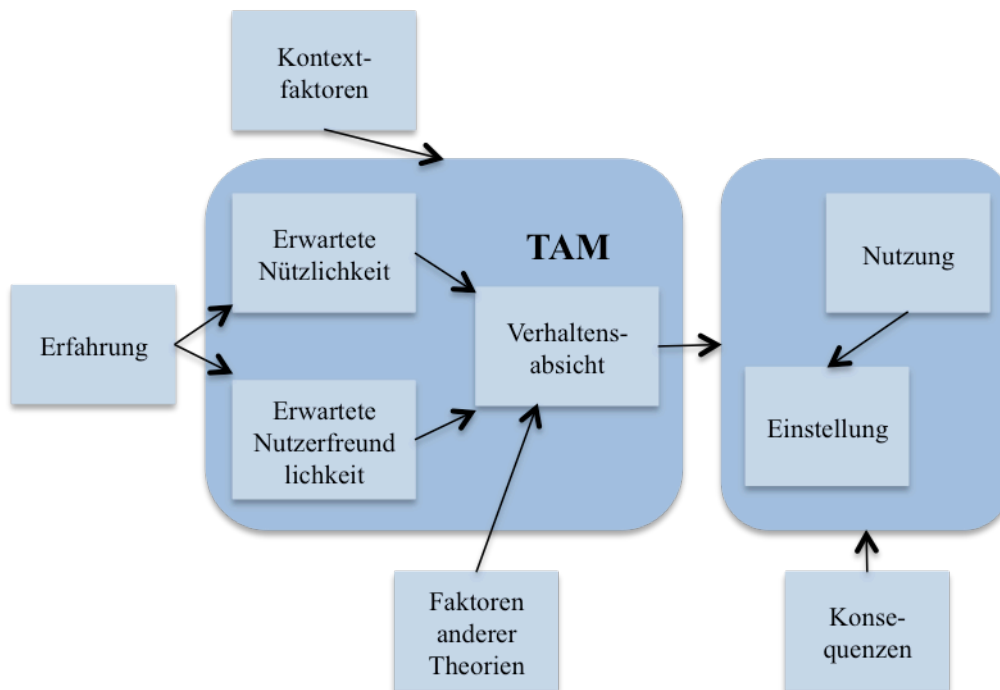 Kontext-
faktoren
Erwartete
Nützlichkeit
TAM
Nutzung
Erfahrung
Verhaltens-
absicht
Erwartete
Nutzerfreund
lichkeit
Einstellung
Faktoren
anderer
Theorien
Konse-
quenzen